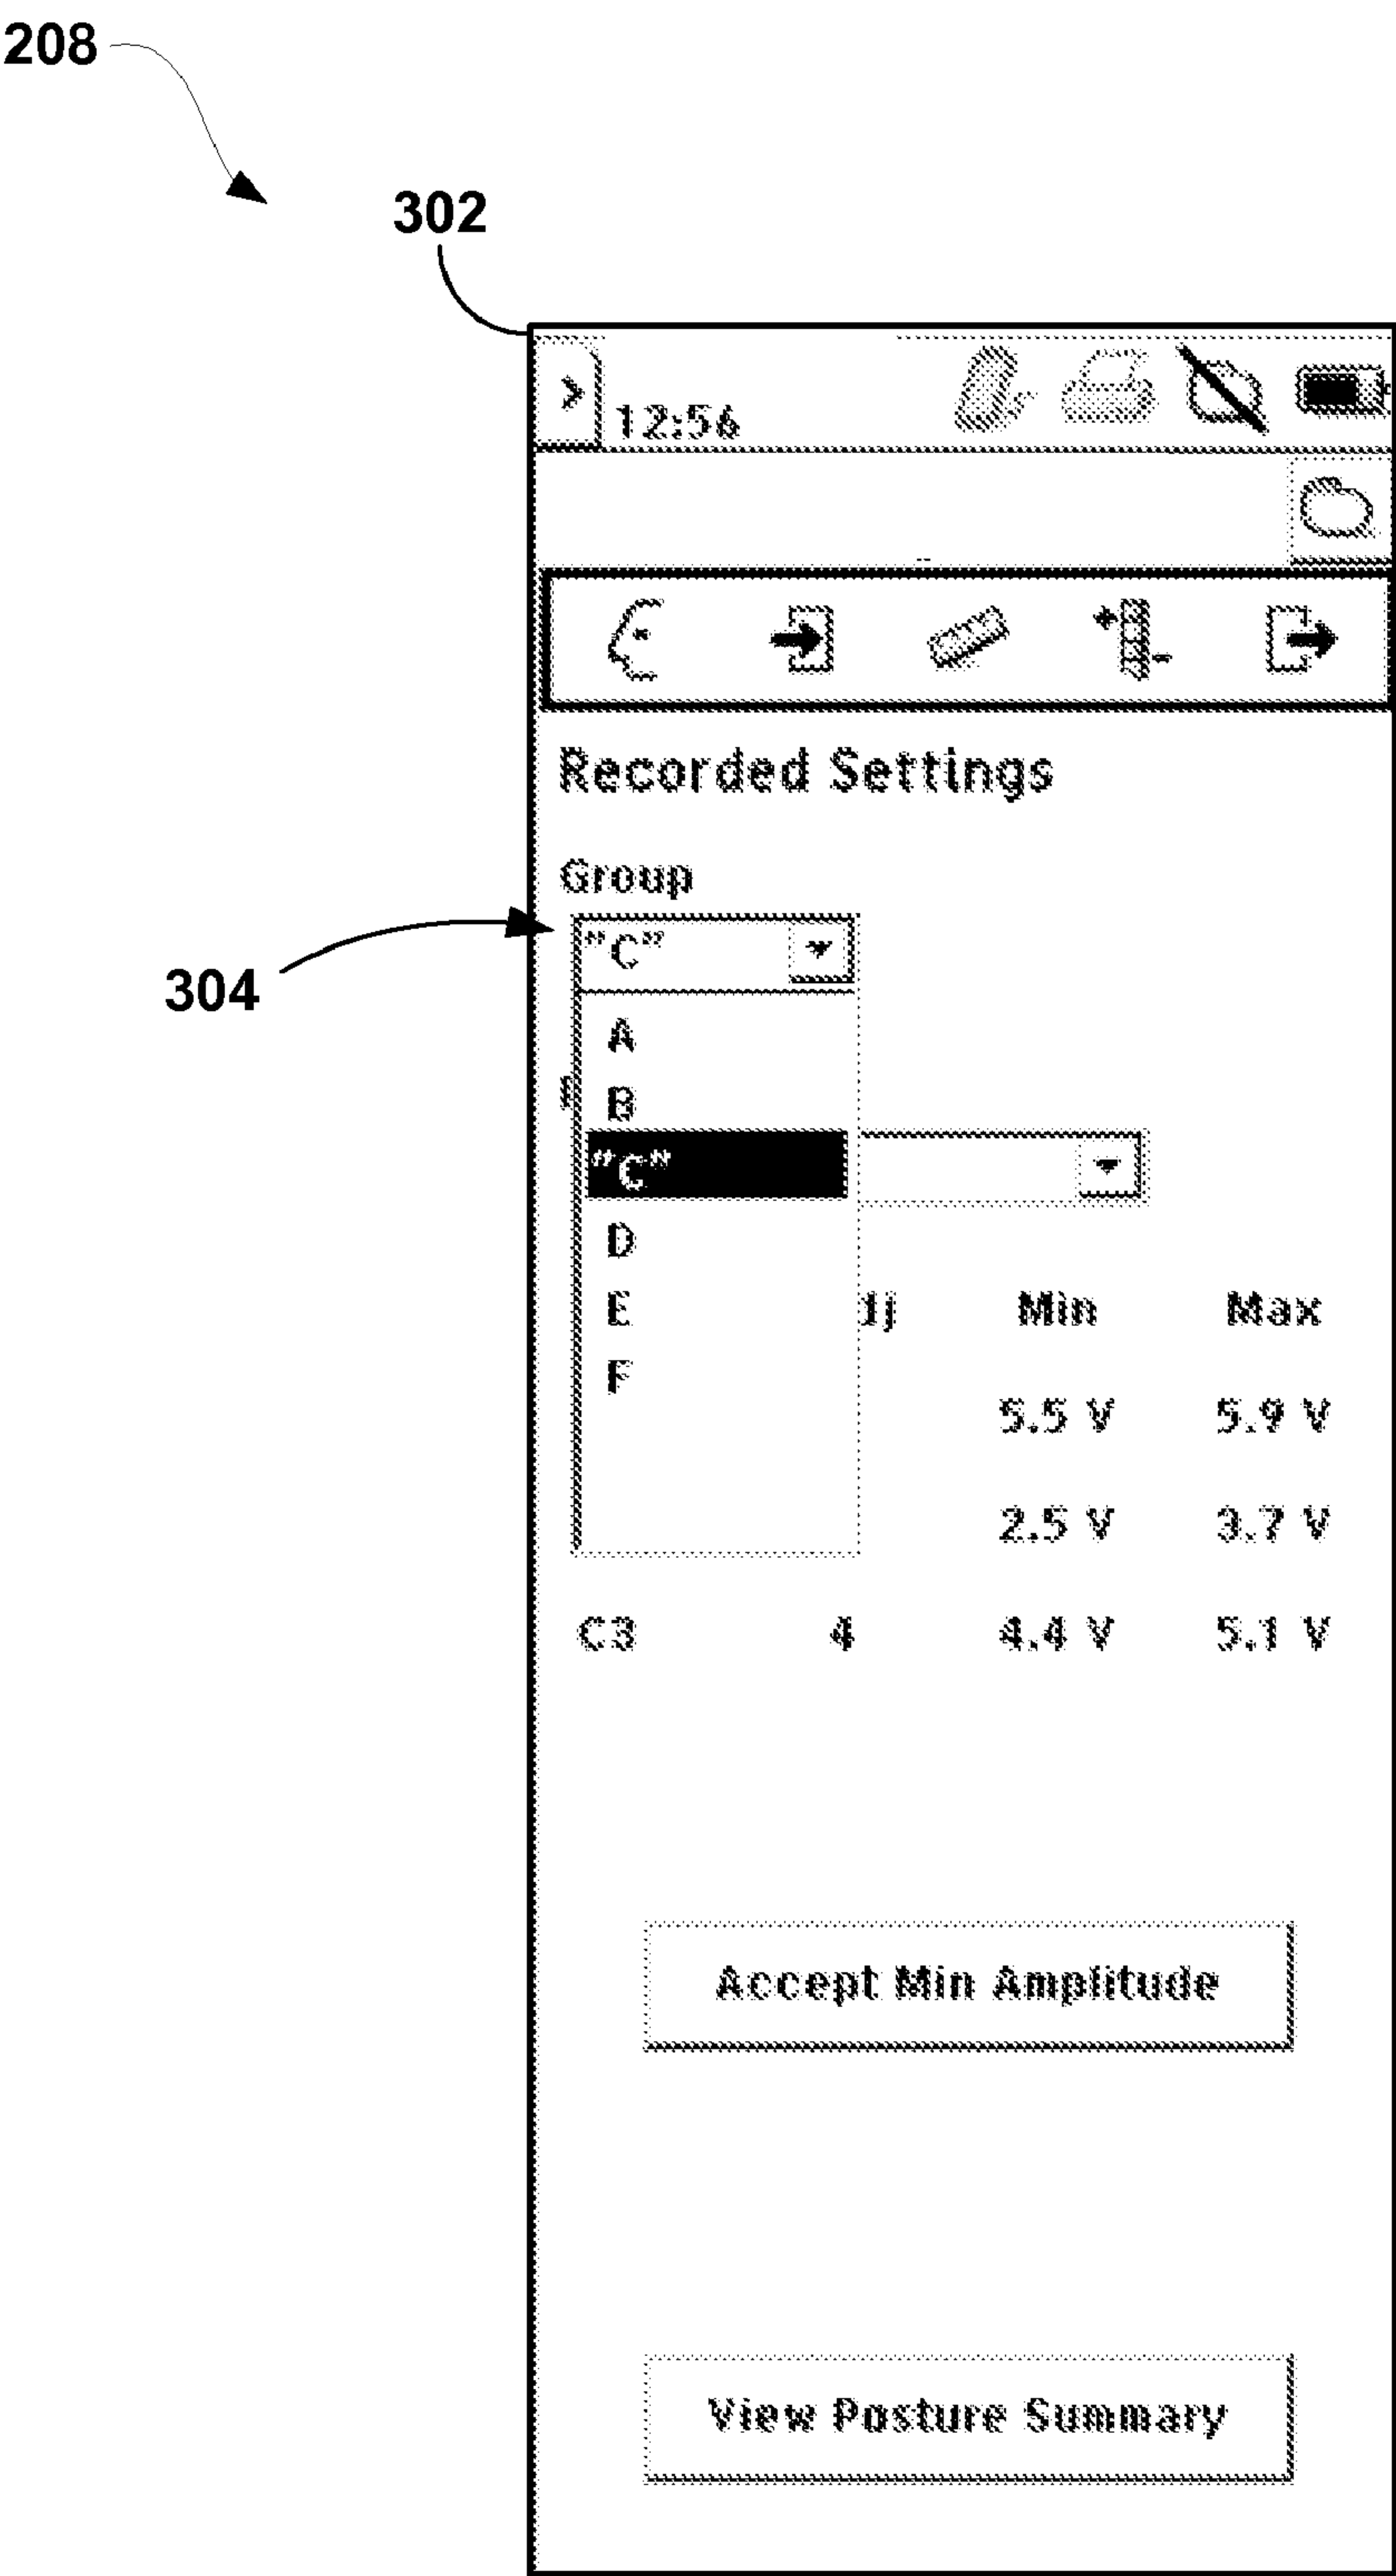 208
302
12:56
Recorded Settings
Group
304
"C"
A
B
"C"
D
E
F
Min Max
5.5 V 5.9 V
2.5 V 3.7 V
C3 4 4.4 V 5.1 V
Accept Min Amplitude
View Posture Summary